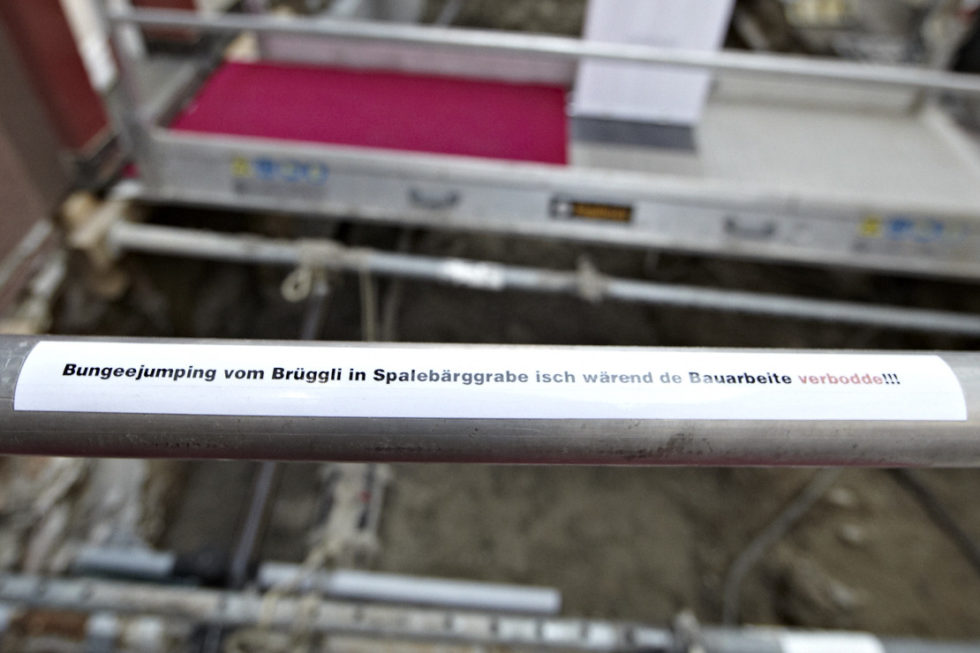 Bungeejumping vom Brüggli in Spalebärggrabe isch wärend de Bauarbeite verbodde!!!